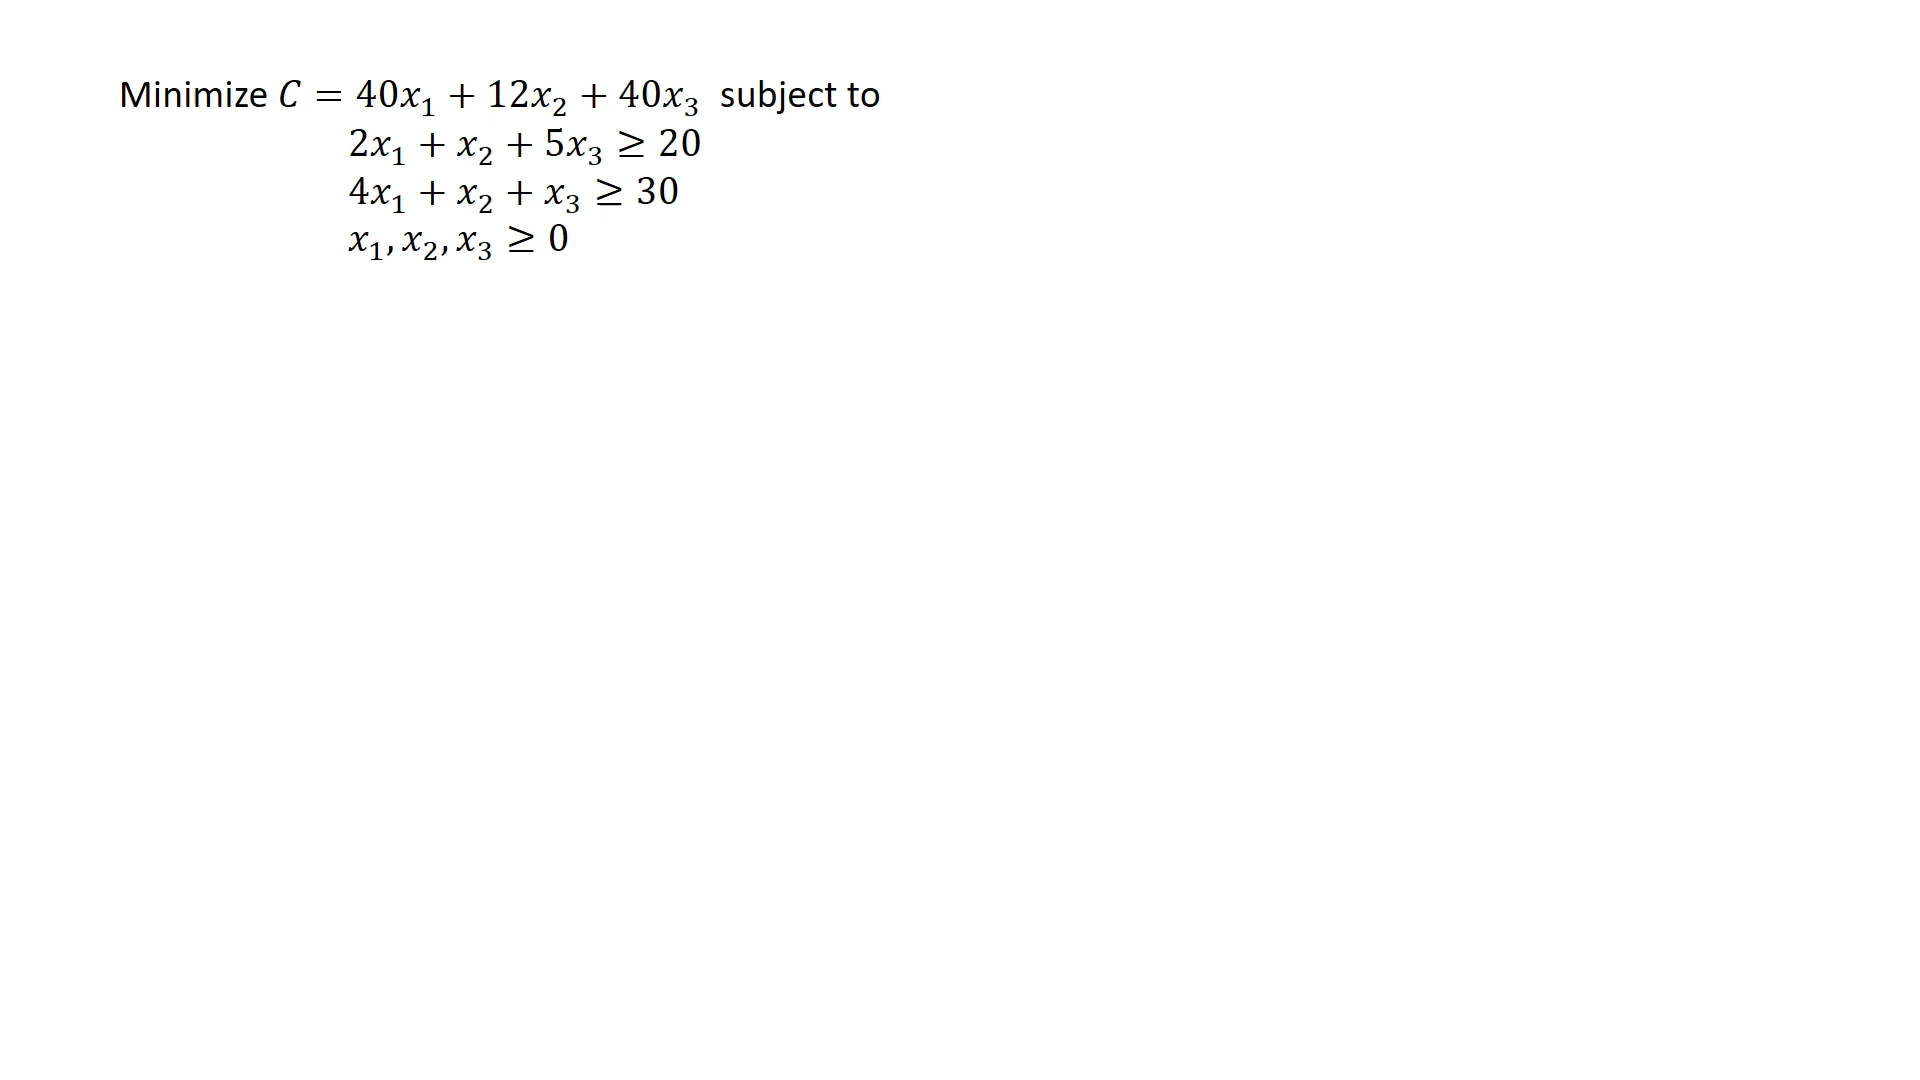 Minimize C = 40x₁ + 12x₂ + 40x₃ subject to
2x₁ + x₂ + 5x₃ ≥ 20
4x₁ + x₂ + x₃ ≥ 30
x₁, x₂, x₃ ≥ 0